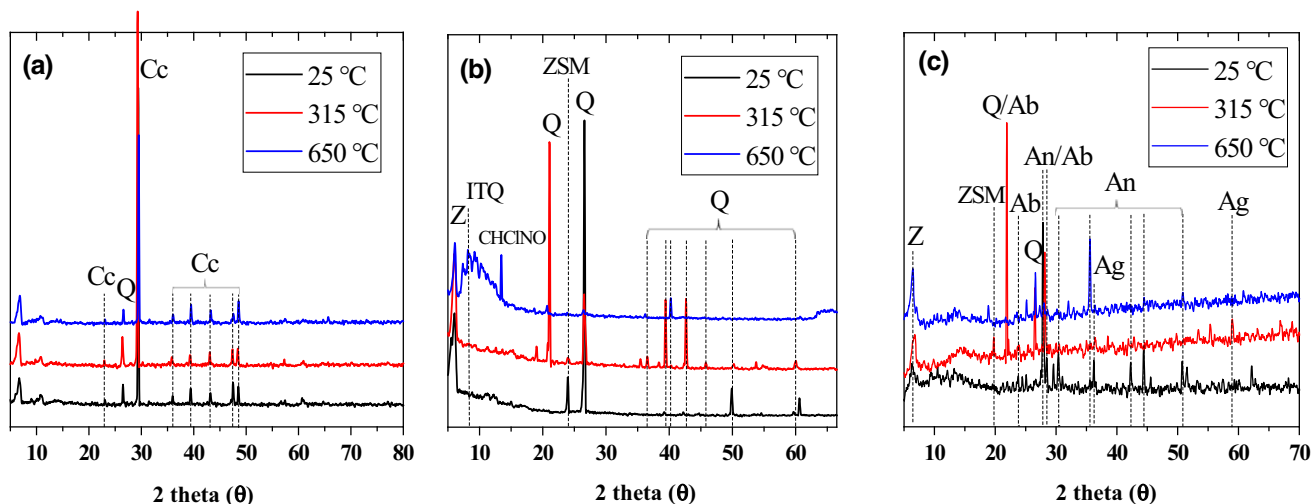 (a)
Cc
25 ℃
315 ℃
650 ℃
Cc
Q
Cc
10 20 30 40 50 60 70 80
2 theta (θ)
(b)
ZSM
Q
Q
25 ℃
315 ℃
650 ℃
ITQ
Z
CHClNO
Q
10 20 30 40 50 60
2 theta (θ)
(c)
25 ℃
315 ℃
650 ℃
Q/Ab
An/Ab
ZSM
Ab
An
Ag
Z
Q
Ag
10 20 30 40 50 60 70
2 theta (θ)